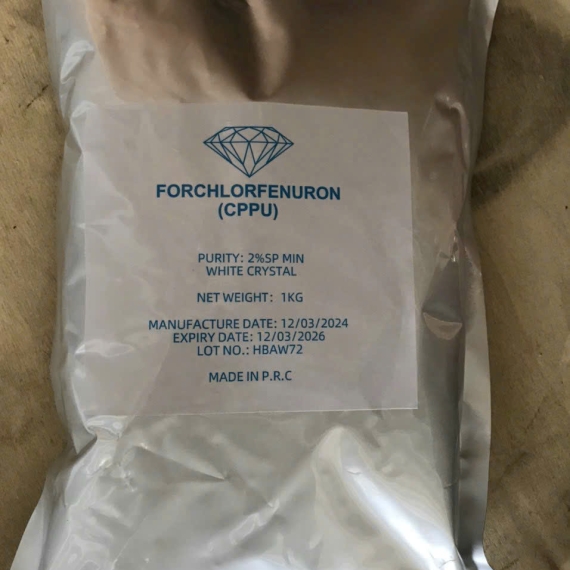 FORCHLORFENURON
(CPPU)
PURITY: 2%SP MIN
WHITE CRYSTAL
NET WEIGHT: 1KG
MANUFACTURE DATE: 12/03/2024
EXPIRY DATE: 12/03/2026
LOT NO.: HBAW72
MADE IN P.R.C